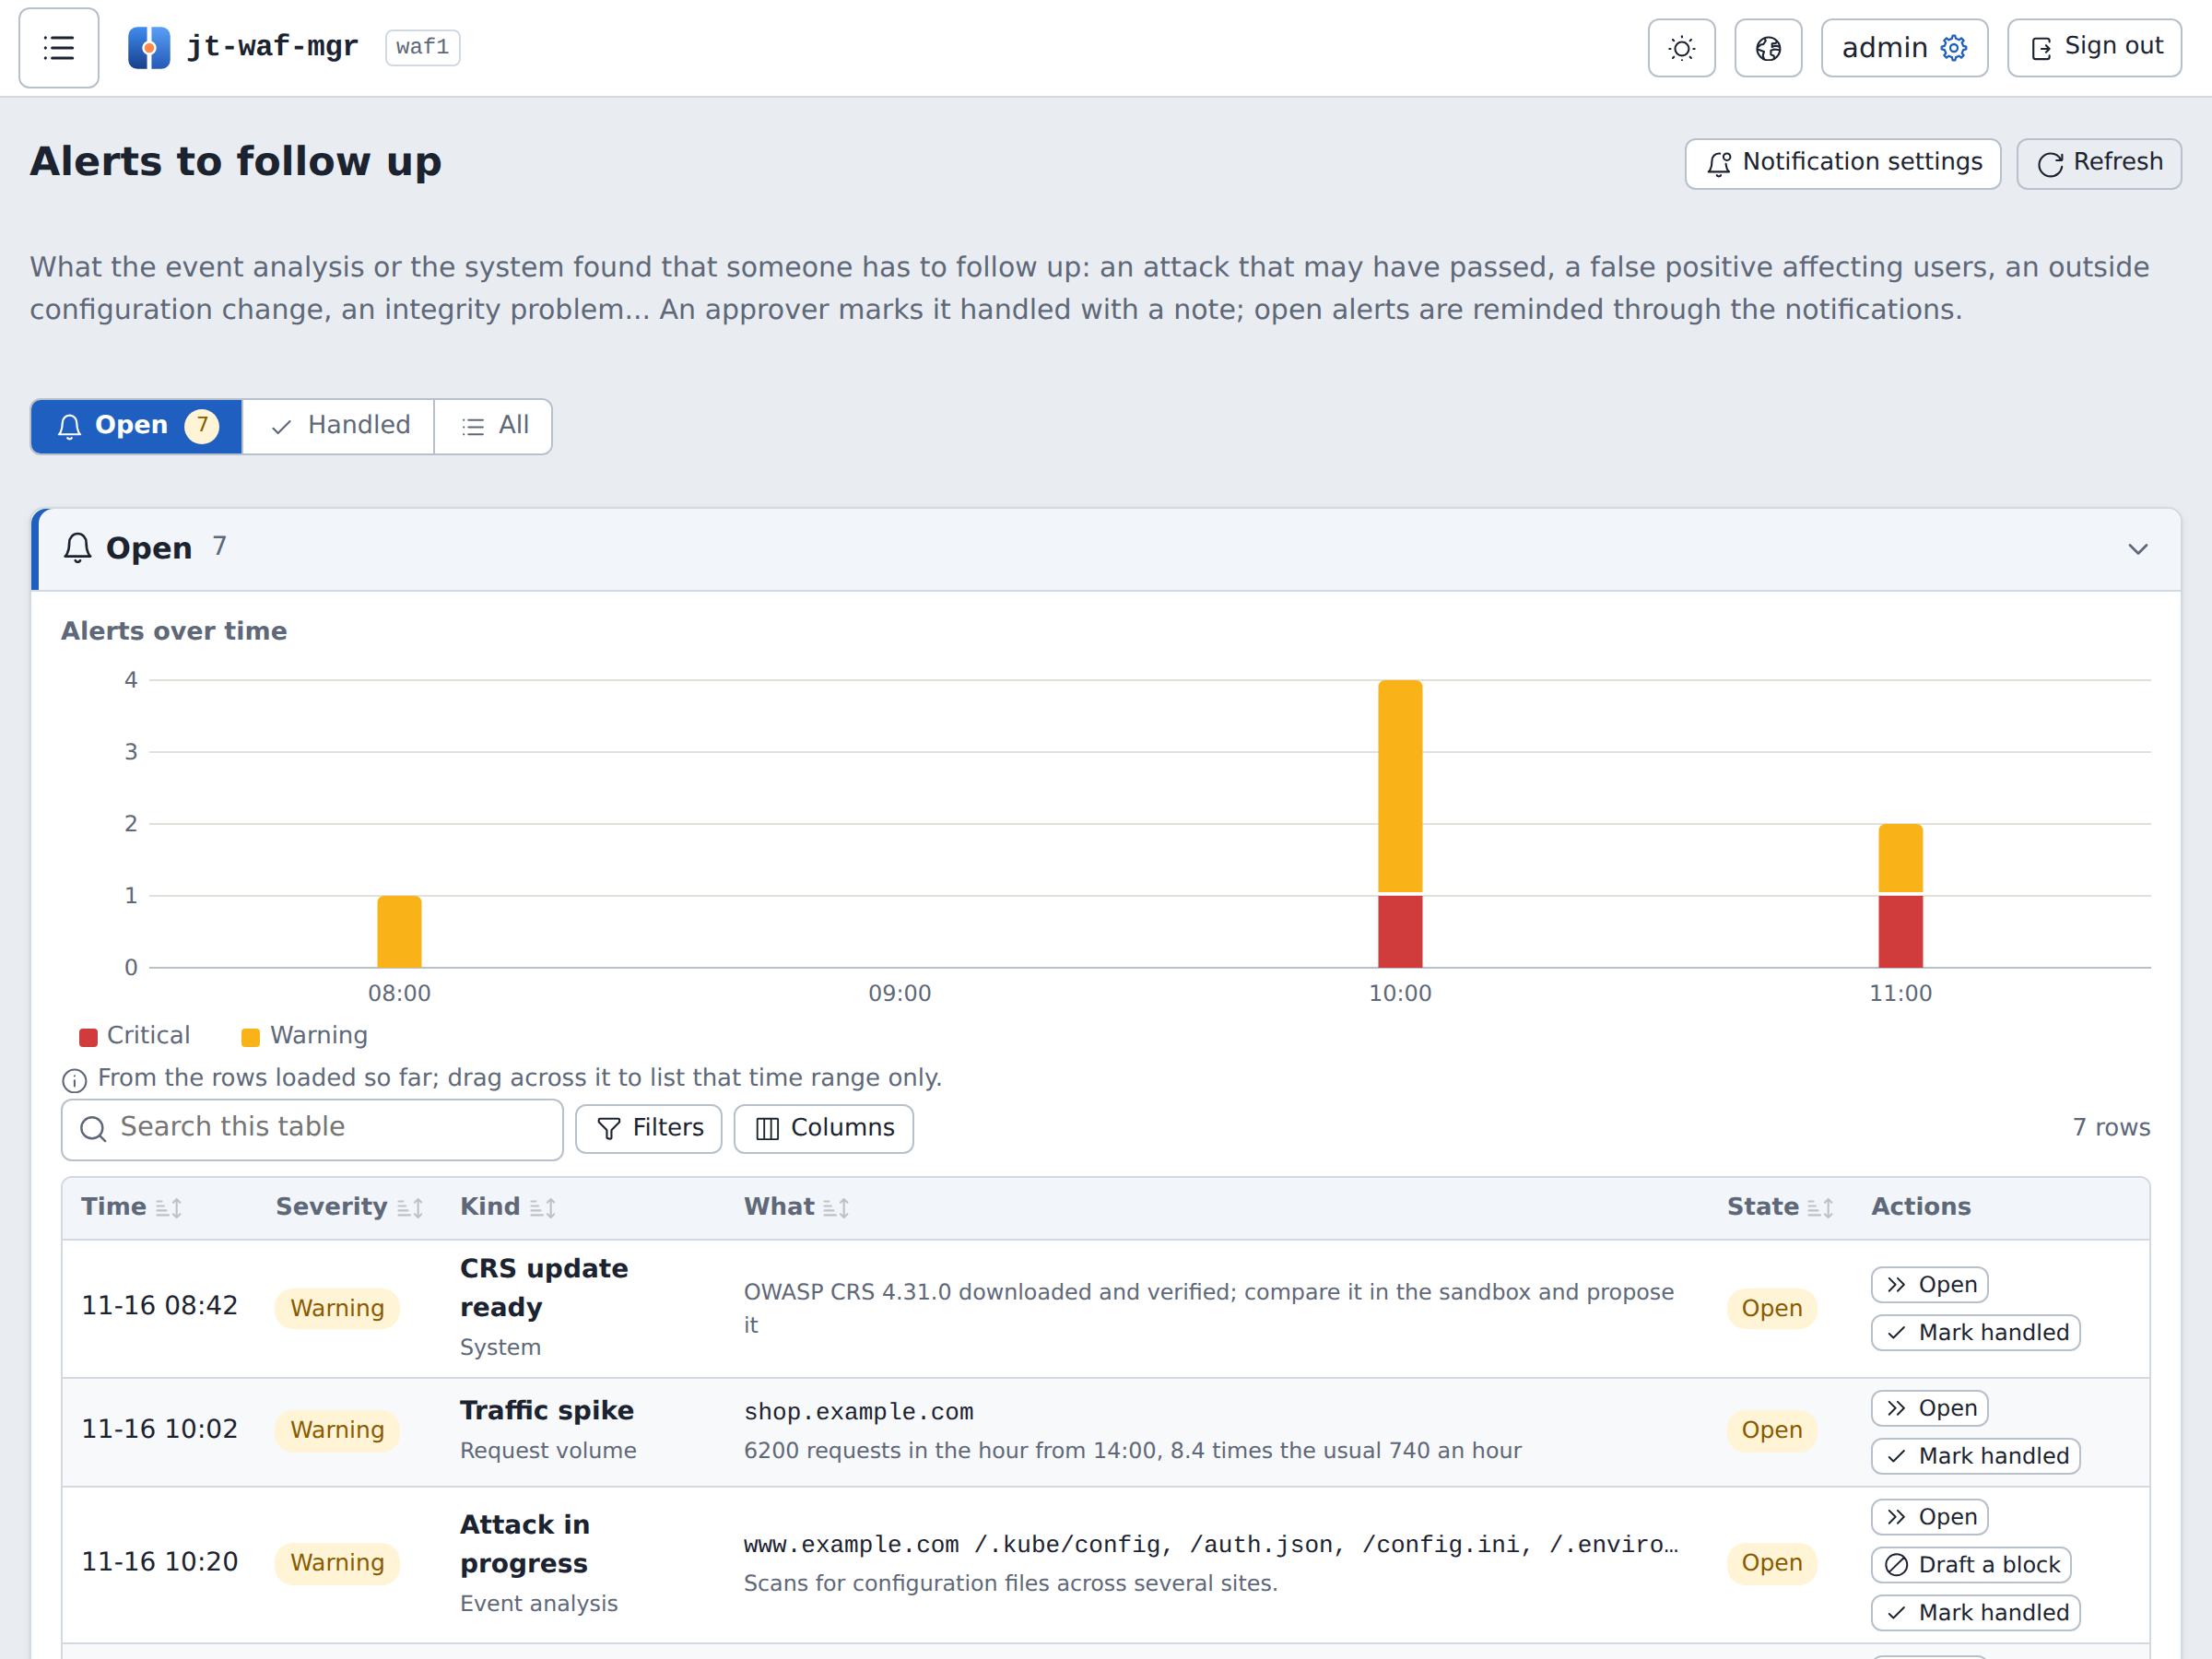 jt-waf-mgr waf1
admin Sign out
Alerts to follow up
Notification settings Refresh
What the event analysis or the system found that someone has to follow up: an attack that may have passed, a false positive affecting users, an outside
configuration change, an integrity problem... An approver marks it handled with a note; open alerts are reminded through the notifications.
Open 7 Handled All
Open 7
Alerts over time
4
3
2
1
0
08:00 09:00 10:00 11:00
Critical Warning
From the rows loaded so far; drag across it to list that time range only.
Search this table Filters Columns 7 rows
Time Severity Kind What State Actions
11-16 08:42 Warning
CRS update
ready
System
OWASP CRS 4.31.0 downloaded and verified; compare it in the sandbox and propose
it
Open
Open
Mark handled
11-16 10:02 Warning
Traffic spike
Request volume
shop.example.com
6200 requests in the hour from 14:00, 8.4 times the usual 740 an hour
Open
Open
Mark handled
11-16 10:20 Warning
Attack in
progress
Event analysis
www.example.com /.kube/config, /auth.json, /config.ini, /.enviro…
Scans for configuration files across several sites.
Open
Open
Draft a block
Mark handled